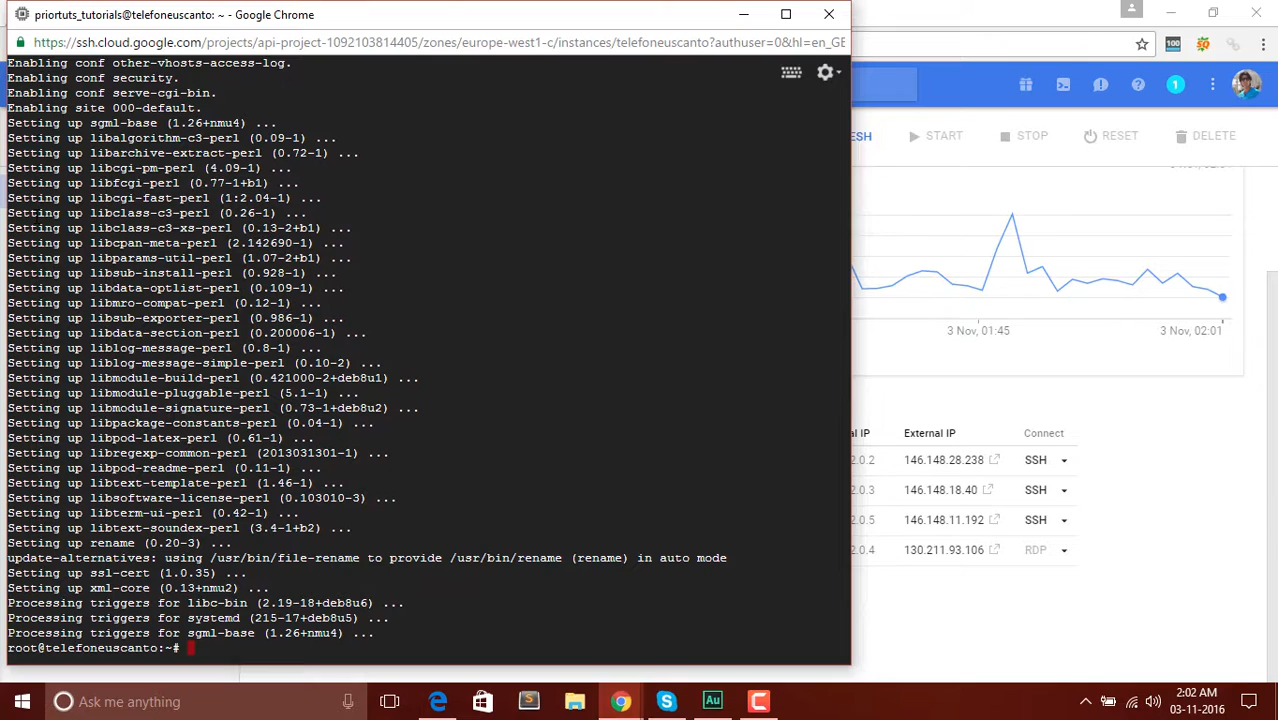 priortuts_tutorials@telefoneuscanto: ~ - Google Chrome
https://ssh.cloud.google.com/projects/api-project-1092103814405/zones/europe-west1-c/instances/telefoneuscanto?authuser=0&hl=en_GE
Enabling conf other-vhosts-access-log.
Enabling conf security.
Enabling conf serve-cgi-bin.
Enabling site 000-default.
Setting up sgml-base (1.26+nmu4) ...
Setting up libalgorithm-c3-perl (0.09-1) ...
Setting up libarchive-extract-perl (0.72-1) ...
Setting up libcgi-pm-perl (4.09-1) ...
Setting up libfcgi-perl (0.77-1+b1) ...
Setting up libcgi-fast-perl (1:2.04-1) ...
Setting up libclass-c3-perl (0.26-1) ...
Setting up libclass-c3-xs-perl (0.13-2+b1) ...
Setting up libcpan-meta-perl (2.142690-1) ...
Setting up libparams-util-perl (1.07-2+b1) ...
Setting up libsub-install-perl (0.928-1) ...
Setting up libdata-optlist-perl (0.109-1) ...
Setting up libmro-compat-perl (0.12-1) ...
Setting up libsub-exporter-perl (0.986-1) ...
Setting up libdata-section-perl (0.200006-1) ...
Setting up liblog-message-perl (0.8-1) ...
Setting up liblog-message-simple-perl (0.10-2) ...
Setting up libmodule-build-perl (0.421000-2+deb8u1) ...
Setting up libmodule-pluggable-perl (5.1-1) ...
Setting up libmodule-signature-perl (0.73-1+deb8u2) ...
Setting up libpackage-constants-perl (0.04-1) ...
Setting up libpod-latex-perl (0.61-1) ...
Setting up libregexp-common-perl (2013031301-1) ...
Setting up libpod-readme-perl (0.11-1) ...
Setting up libtext-template-perl (1.46-1) ...
Setting up libsoftware-license-perl (0.103010-3) ...
Setting up libterm-ui-perl (0.42-1) ...
Setting up libtext-soundex-perl (3.4-1+b2) ...
Setting up rename (0.20-3) ...
update-alternatives: using /usr/bin/file-rename to provide /usr/bin/rename (rename) in auto mode
Setting up ssl-cert (1.0.35) ...
Setting up xml-core (0.13+nmu2) ...
Processing triggers for libc-bin (2.19-18+deb8u6) ...
Processing triggers for systemd (215-17+deb8u5) ...
Processing triggers for sgml-base (1.26+nmu4) ...
root@telefoneuscanto:~#
100
1
ESH START STOP RESET DELETE
3 Nov, 01:45 3 Nov, 02:01
al IP External IP Connect
2.0.2 146.148.28.238 SSH
2.0.3 146.148.18.40 SSH
2.0.5 146.148.11.192 SSH
2.0.4 130.211.93.106 RDP
Ask me anything
Au
2:02 AM
03-11-2016